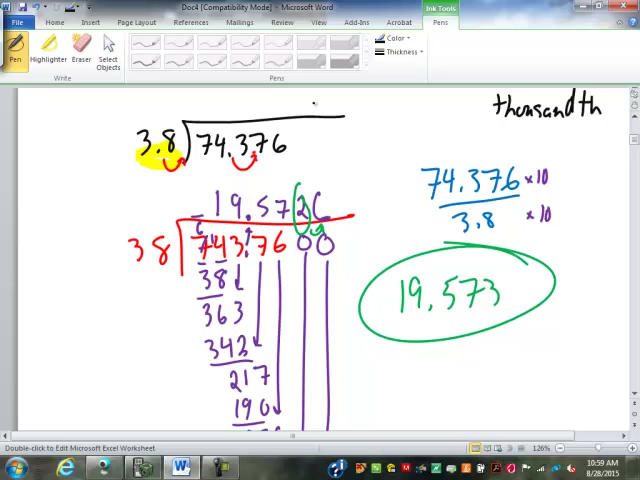 Doc4 [Compatibility Mode] - Microsoft Word
Ink Tools
File Home Insert Page Layout References Mailings Review View Add-Ins Acrobat Pens
Pen
Highlighter
Eraser
Select Objects
Color
Thickness
Write
Pens
thousandth
3.8 74.376
74.376 ×10
3.8 ×10
19.572
38 743.7600
19.573
38
363
342
217
190
Double-click to Edit Microsoft Excel Worksheet
126%
10:59 AM
8/28/2015